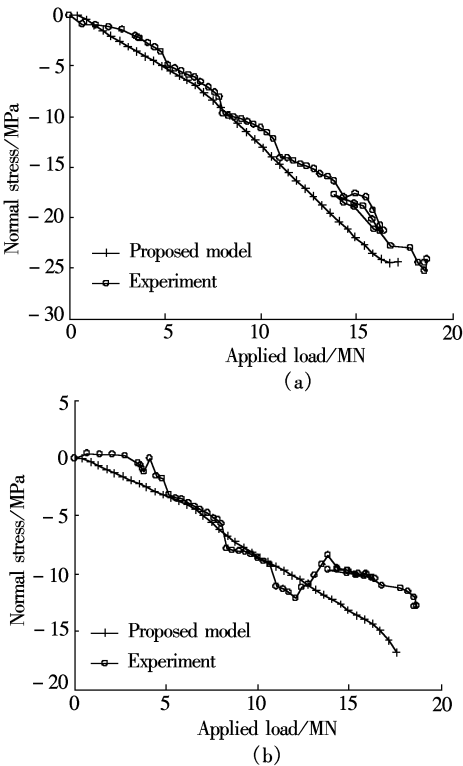 0
−5
−10
−15
−20
−25
−30
Normal stress/MPa
Proposed model
Experiment
0 5 10 15 20
Applied load/MN
(a)
5
0
−5
−10
−15
−20
Normal stress/MPa
Proposed model
Experiment
0 5 10 15 20
Applied load/MN
(b)